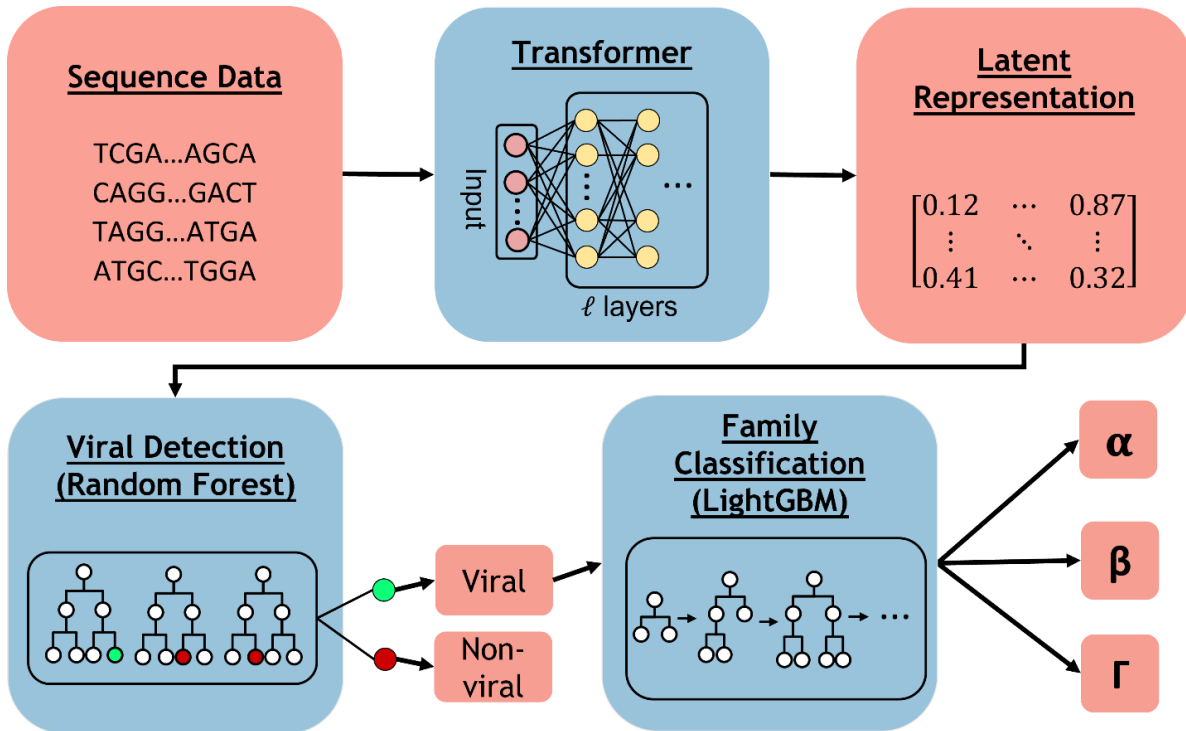 Sequence Data
TCGA...AGCA
CAGG...GACT
TAGG...ATGA
ATGC...TGGA
Transformer
Input
ℓ layers
Latent
Representation
0.12 ⋯ 0.87
⋮ ⋱ ⋮
0.41 ⋯ 0.32
Viral Detection
(Random Forest)
Viral
Non-
viral
Family
Classification
(LightGBM)
α
β
Γ